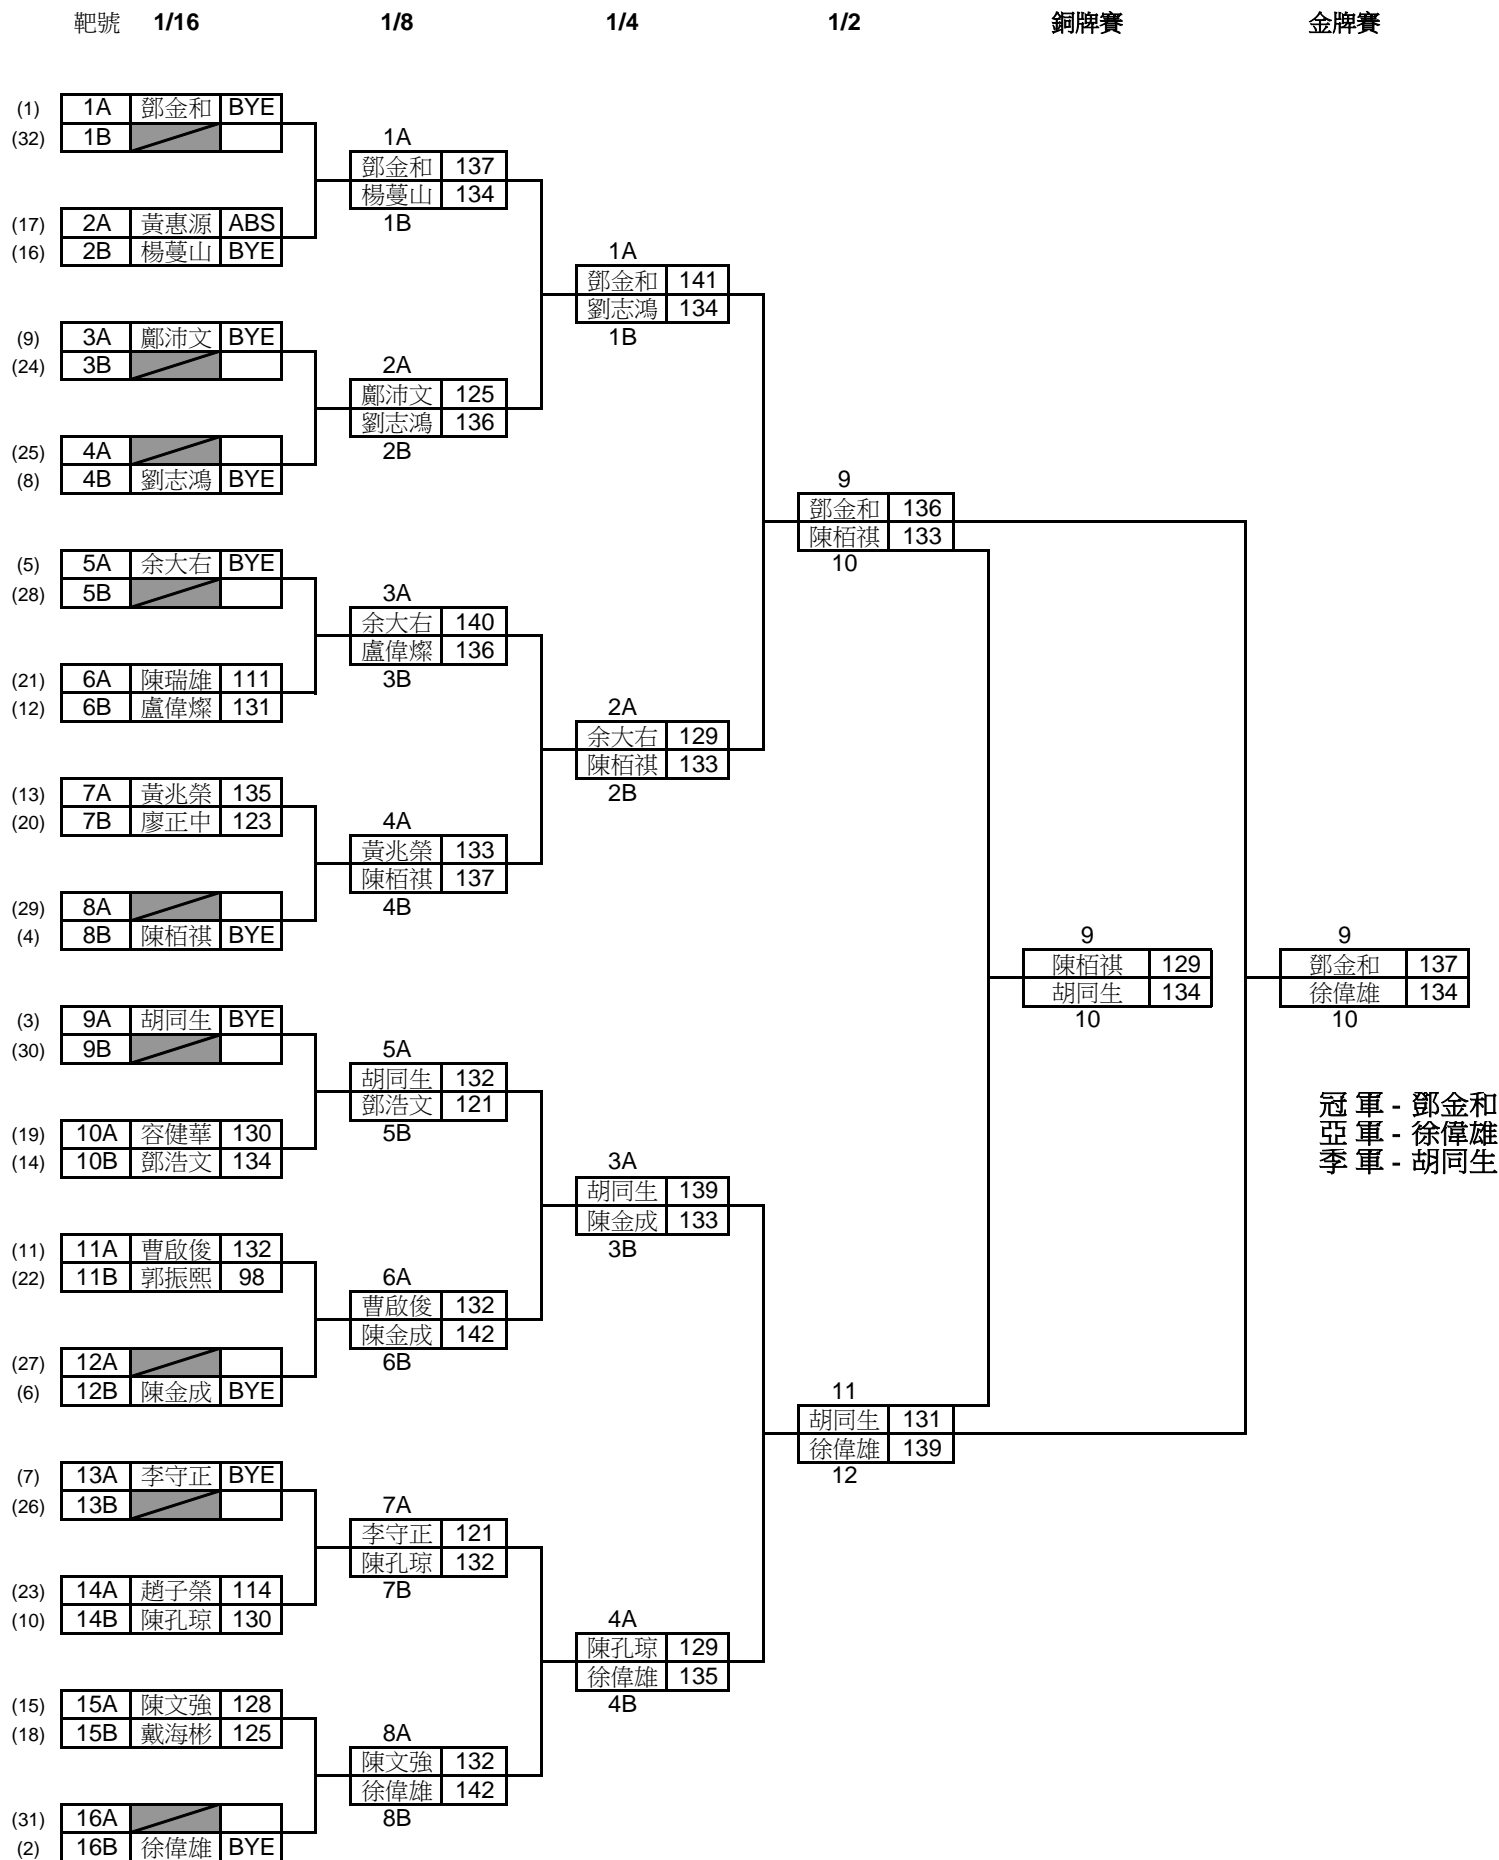 靶號 1/16 1/8 1/4 1/2 銅牌賽 金牌賽
(1) 1A 鄧金和 BYE
(32) 1B
1A
鄧金和 137
楊蔓山 134
1B
(17) 2A 黃惠源 ABS
(16) 2B 楊蔓山 BYE
1A
鄧金和 141
劉志鴻 134
1B
(9) 3A 鄺沛文 BYE
(24) 3B
2A
鄺沛文 125
劉志鴻 136
2B
(25) 4A
(8) 4B 劉志鴻 BYE
9
鄧金和 136
陳栢祺 133
10
(5) 5A 余大右 BYE
(28) 5B
3A
余大右 140
盧偉燦 136
3B
(21) 6A 陳瑞雄 111
(12) 6B 盧偉燦 131
2A
余大右 129
陳栢祺 133
2B
(13) 7A 黃兆榮 135
(20) 7B 廖正中 123
4A
黃兆榮 133
陳栢祺 137
4B
(29) 8A
(4) 8B 陳栢祺 BYE
9
陳栢祺 129
胡同生 134
10
9
鄧金和 137
徐偉雄 134
10
(3) 9A 胡同生 BYE
(30) 9B
5A
胡同生 132
鄧浩文 121
5B
冠 軍 - 鄧金和
亞 軍 - 徐偉雄
季 軍 - 胡同生
(19) 10A 容健華 130
(14) 10B 鄧浩文 134
3A
胡同生 139
陳金成 133
3B
(11) 11A 曹啟俊 132
(22) 11B 郭振熙 98
6A
曹啟俊 132
陳金成 142
6B
(27) 12A
(6) 12B 陳金成 BYE
11
胡同生 131
徐偉雄 139
12
(7) 13A 李守正 BYE
(26) 13B
7A
李守正 121
陳孔琼 132
7B
(23) 14A 趙子榮 114
(10) 14B 陳孔琼 130
4A
陳孔琼 129
徐偉雄 135
4B
(15) 15A 陳文強 128
(18) 15B 戴海彬 125
8A
陳文強 132
徐偉雄 142
8B
(31) 16A
(2) 16B 徐偉雄 BYE